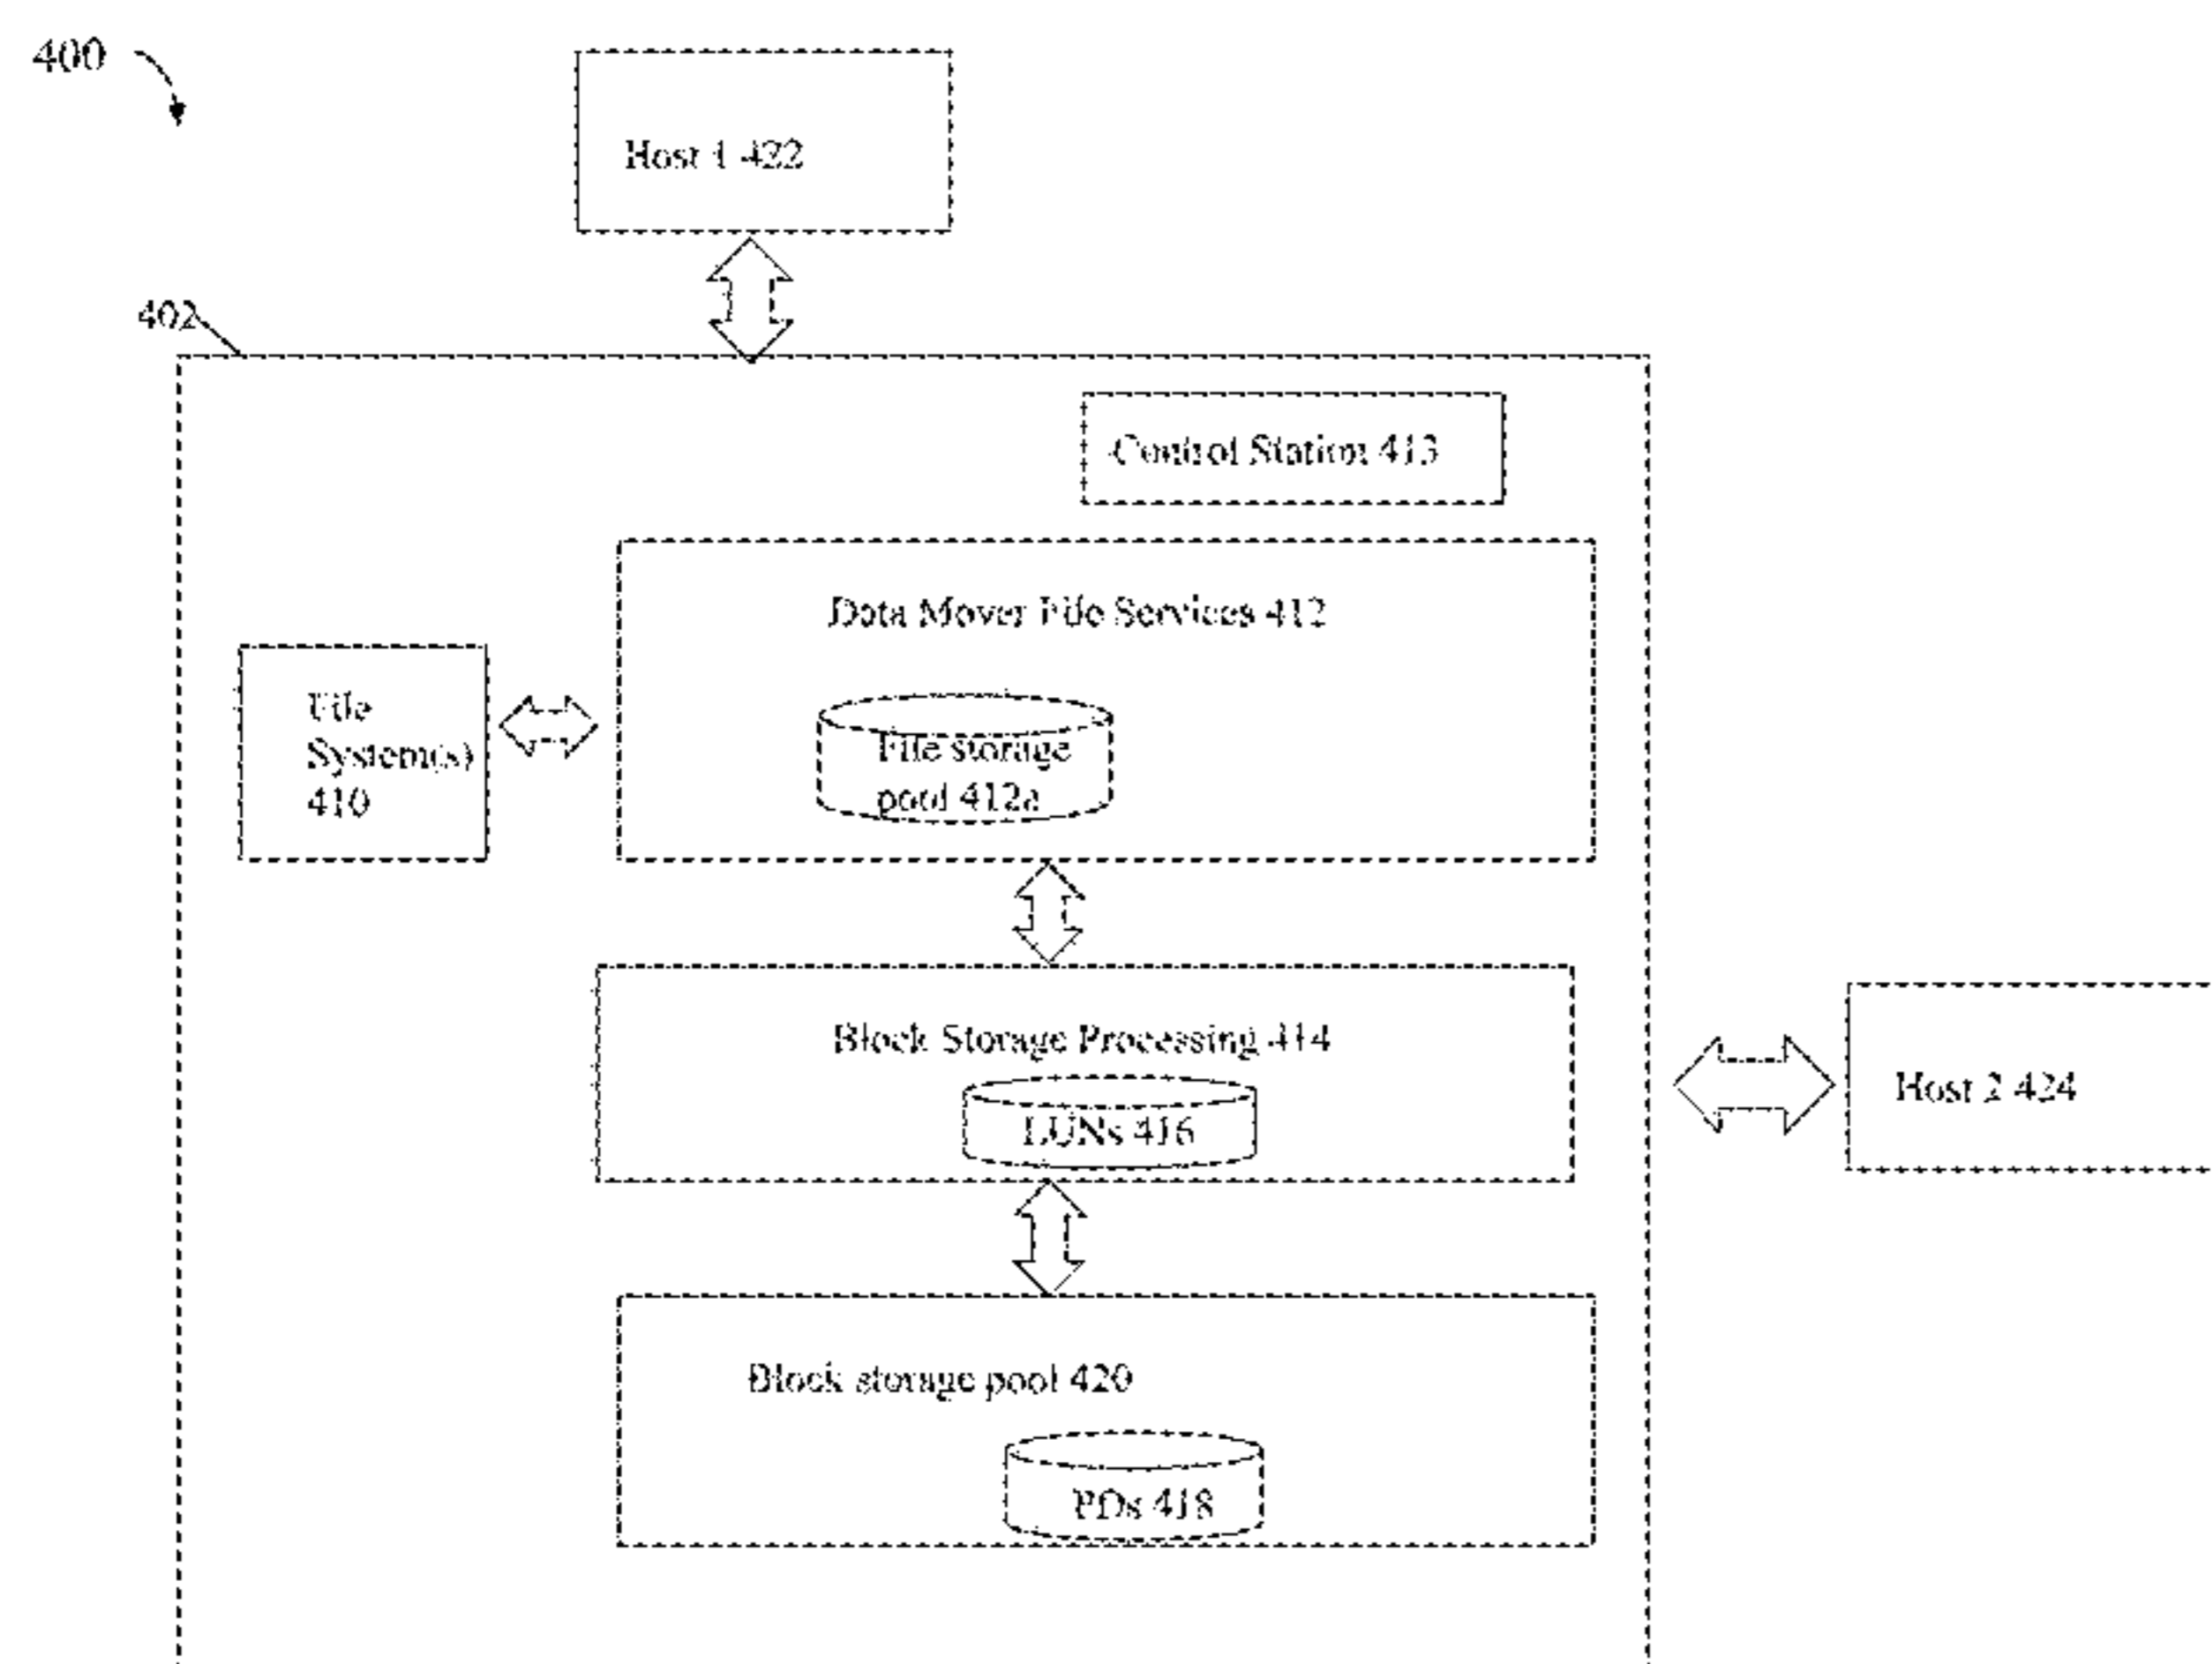 400
Host 1 422
402
Control Station 413
Data Mover File Services 412
File
System(s)
410
File storage
pool 412a
Block Storage Processing 414
LUNs 416
Host 2 424
Block storage pool 420
PDs 418